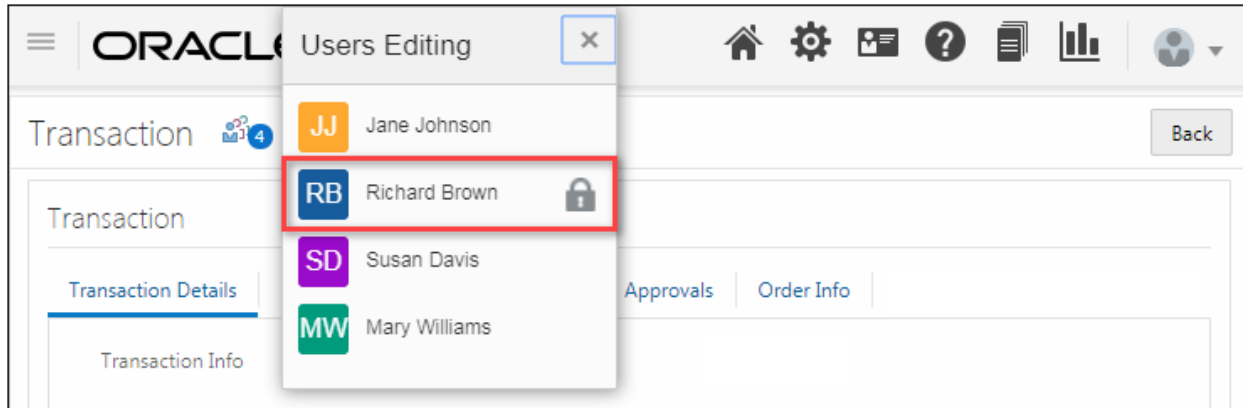 ORACLE
Users Editing
Transaction
4
Back
JJ Jane Johnson
RB Richard Brown
SD Susan Davis
MW Mary Williams
Transaction
Transaction Details
Approvals
Order Info
Transaction Info